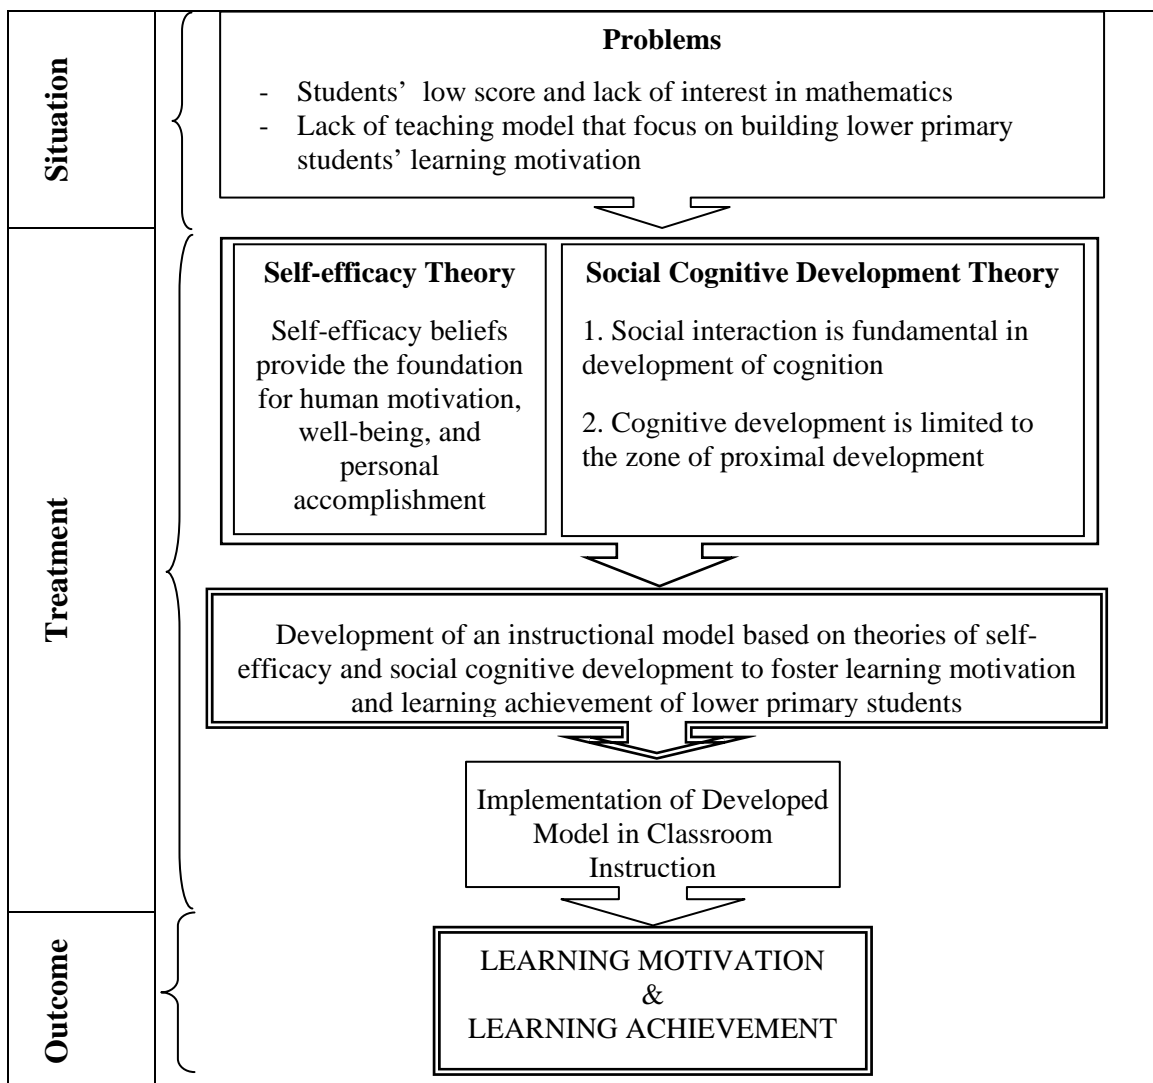 Situation
Problems
- Students’ low score and lack of interest in mathematics
- Lack of teaching model that focus on building lower primary
students’ learning motivation
Treatment
Self-efficacy Theory
Self-efficacy beliefs
provide the foundation
for human motivation,
well-being, and
personal
accomplishment
Social Cognitive Development Theory
1. Social interaction is fundamental in
development of cognition
2. Cognitive development is limited to
the zone of proximal development
Development of an instructional model based on theories of self-
efficacy and social cognitive development to foster learning motivation
and learning achievement of lower primary students
Implementation of Developed
Model in Classroom
Instruction
Outcome
LEARNING MOTIVATION
&
LEARNING ACHIEVEMENT